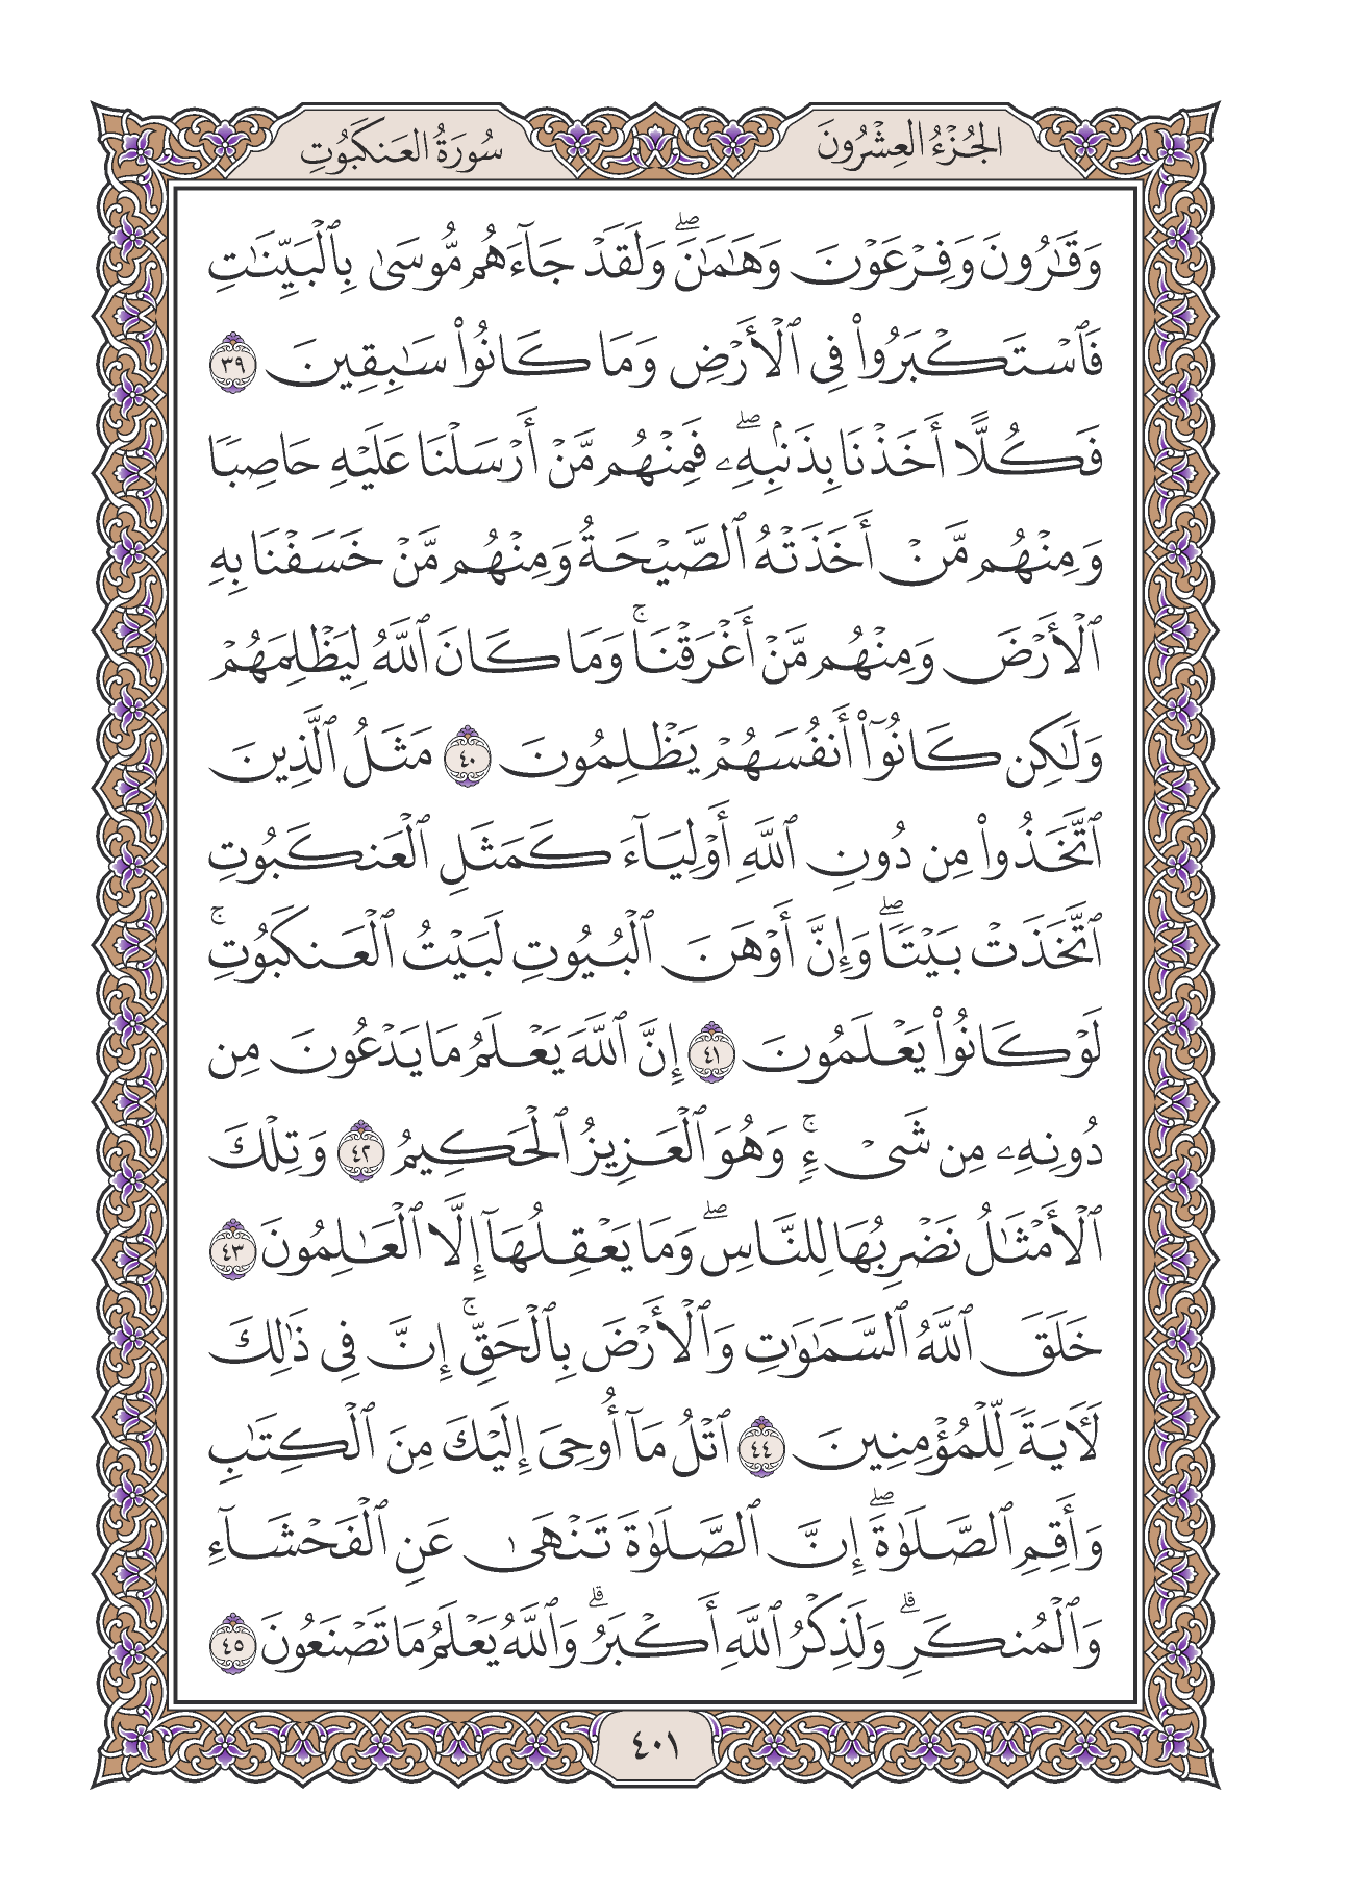 الجُزْءُ العِشْرُونَ
سُورَةُ العَنكَبُوتِ
وَقَٰرُونَ وَفِرْعَوْنَ وَهَٰمَٰنَۖ وَلَقَدْ جَآءَهُم مُّوسَىٰ بِٱلْبَيِّنَٰتِ
فَٱسْتَكْبَرُوا۟ فِى ٱلْأَرْضِ وَمَا كَانُوا۟ سَٰبِقِينَ ٣٩
فَكُلًّا أَخَذْنَا بِذَنۢبِهِۦۖ فَمِنْهُم مَّنْ أَرْسَلْنَا عَلَيْهِ حَاصِبًا
وَمِنْهُم مَّنْ أَخَذَتْهُ ٱلصَّيْحَةُ وَمِنْهُم مَّنْ خَسَفْنَا بِهِ
ٱلْأَرْضَ وَمِنْهُم مَّنْ أَغْرَقْنَاۚ وَمَا كَانَ ٱللَّهُ لِيَظْلِمَهُمْ
وَلَٰكِن كَانُوٓا۟ أَنفُسَهُمْ يَظْلِمُونَ ٤٠ مَثَلُ ٱلَّذِينَ
ٱتَّخَذُوا۟ مِن دُونِ ٱللَّهِ أَوْلِيَآءَ كَمَثَلِ ٱلْعَنكَبُوتِ
ٱتَّخَذَتْ بَيْتًاۖ وَإِنَّ أَوْهَنَ ٱلْبُيُوتِ لَبَيْتُ ٱلْعَنكَبُوتِۚ
لَوْ كَانُوا۟ يَعْلَمُونَ ٤١ إِنَّ ٱللَّهَ يَعْلَمُ مَا يَدْعُونَ مِن
دُونِهِۦ مِن شَىْءٍۚ وَهُوَ ٱلْعَزِيزُ ٱلْحَكِيمُ ٤٢ وَتِلْكَ
ٱلْأَمْثَٰلُ نَضْرِبُهَا لِلنَّاسِۖ وَمَا يَعْقِلُهَآ إِلَّا ٱلْعَٰلِمُونَ ٤٣
خَلَقَ ٱللَّهُ ٱلسَّمَٰوَٰتِ وَٱلْأَرْضَ بِٱلْحَقِّۚ إِنَّ فِى ذَٰلِكَ
لَءَايَةً لِّلْمُؤْمِنِينَ ٤٤ ٱتْلُ مَآ أُوحِىَ إِلَيْكَ مِنَ ٱلْكِتَٰبِ
وَأَقِمِ ٱلصَّلَوٰةَۖ إِنَّ ٱلصَّلَوٰةَ تَنْهَىٰ عَنِ ٱلْفَحْشَآءِ
وَٱلْمُنكَرِۗ وَلَذِكْرُ ٱللَّهِ أَكْبَرُۗ وَٱللَّهُ يَعْلَمُ مَا تَصْنَعُونَ ٤٥
٤٠١